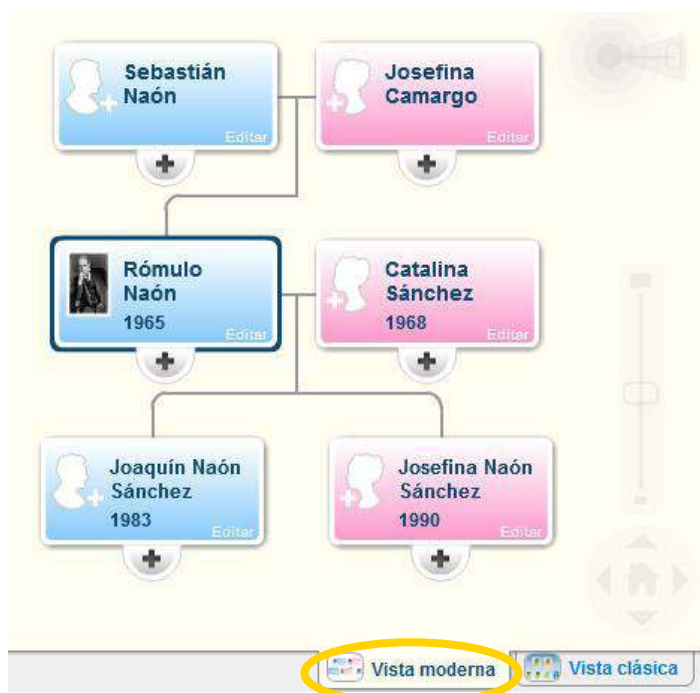 Sebastián
Naón
Editar
Josefina
Camargo
Editar
Rómulo
Naón
1965
Editar
Catalina
Sánchez
1968
Editar
Joaquín Naón
Sánchez
1983
Editar
Josefina Naón
Sánchez
1990
Editar
Vista moderna
Vista clásica